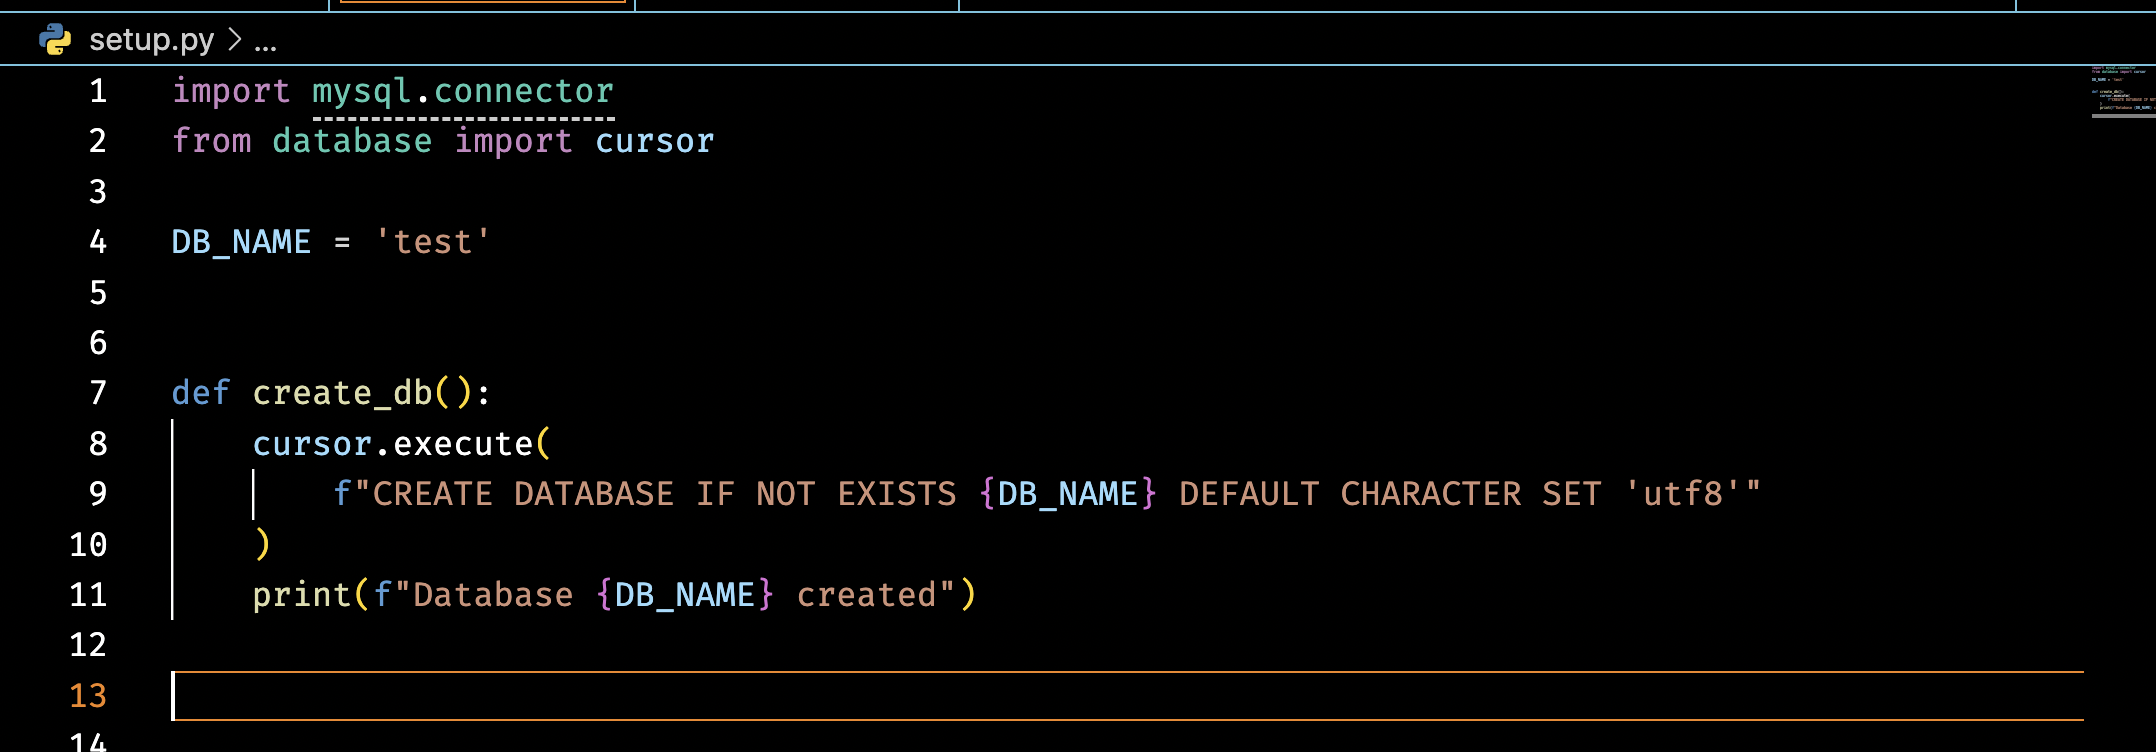 setup.py > ...
1 import mysql.connector
2 from database import cursor
3
4 DB_NAME = 'test'
5
6
7 def create_db():
8     cursor.execute(
9         f"CREATE DATABASE IF NOT EXISTS {DB_NAME} DEFAULT CHARACTER SET 'utf8'"
10     )
11     print(f"Database {DB_NAME} created")
12
13
14